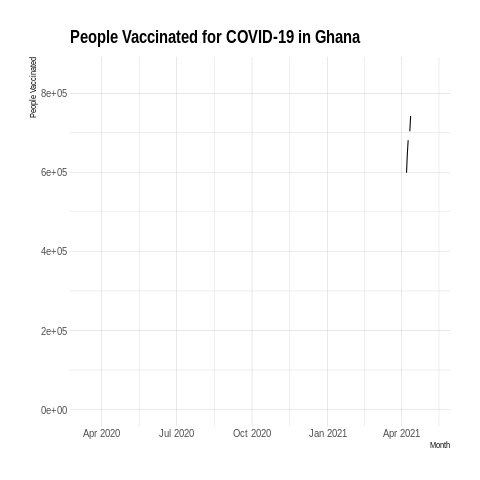 People Vaccinated for COVID-19 in Ghana
People Vaccinated
8e+05
6e+05
4e+05
2e+05
0e+00
Apr 2020 Jul 2020 Oct 2020 Jan 2021 Apr 2021
Month